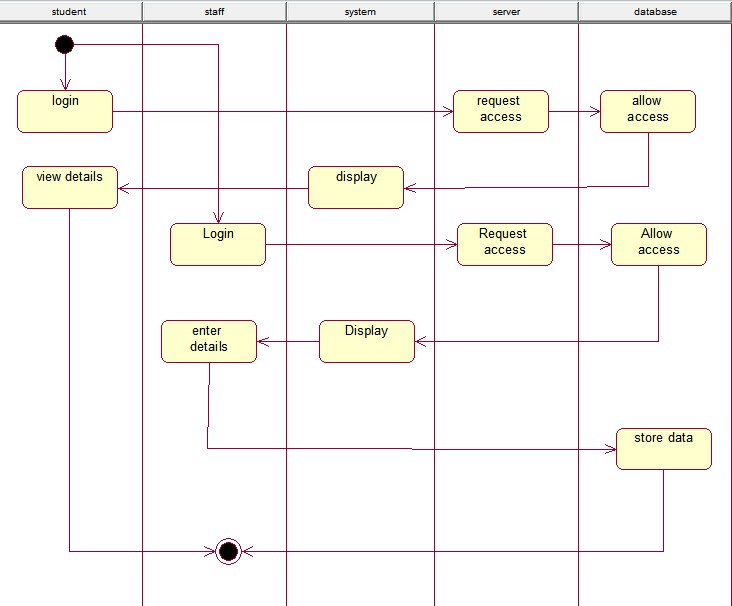 student
staff
system
server
database
login
request
access
allow
access
view details
display
Login
Request
access
Allow
access
enter
details
Display
store data